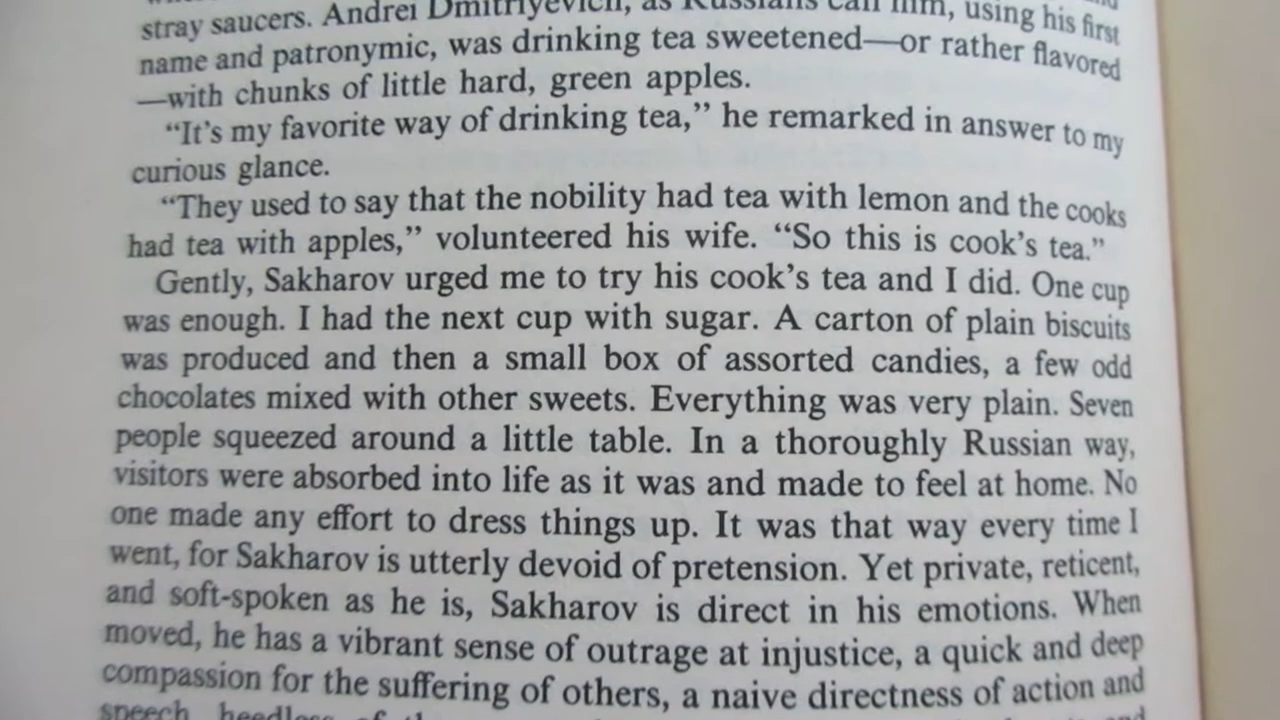 stray saucers. Andrei Dmitriyevich, as Russians call him, using his first
name and patronymic, was drinking tea sweetened—or rather flavored
—with chunks of little hard, green apples.
“It’s my favorite way of drinking tea,” he remarked in answer to my
curious glance.
“They used to say that the nobility had tea with lemon and the cooks
had tea with apples,” volunteered his wife. “So this is cook’s tea.”
Gently, Sakharov urged me to try his cook’s tea and I did. One cup
was enough. I had the next cup with sugar. A carton of plain biscuits
was produced and then a small box of assorted candies, a few odd
chocolates mixed with other sweets. Everything was very plain. Seven
people squeezed around a little table. In a thoroughly Russian way,
visitors were absorbed into life as it was and made to feel at home. No
one made any effort to dress things up. It was that way every time I
went, for Sakharov is utterly devoid of pretension. Yet private, reticent,
and soft-spoken as he is, Sakharov is direct in his emotions. When
moved, he has a vibrant sense of outrage at injustice, a quick and deep
compassion for the suffering of others, a naive directness of action and
speech heedless of